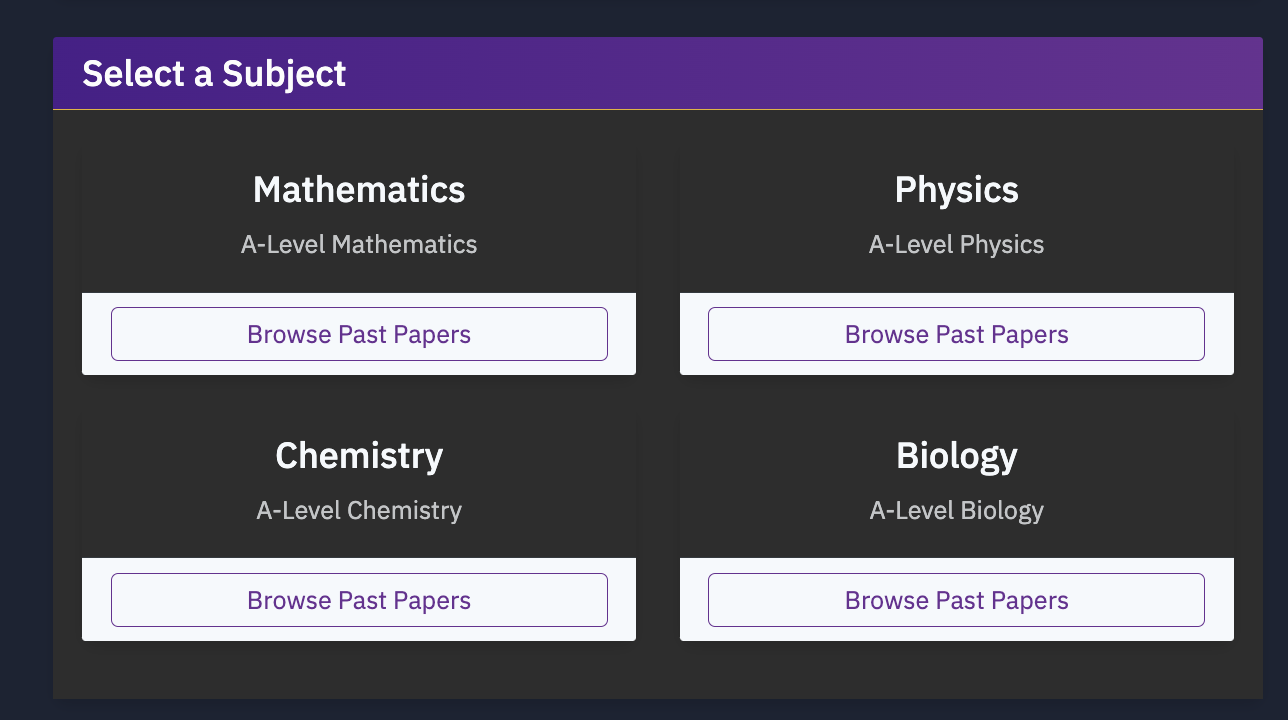 Select a Subject
Mathematics
A-Level Mathematics
Browse Past Papers
Physics
A-Level Physics
Browse Past Papers
Chemistry
A-Level Chemistry
Browse Past Papers
Biology
A-Level Biology
Browse Past Papers